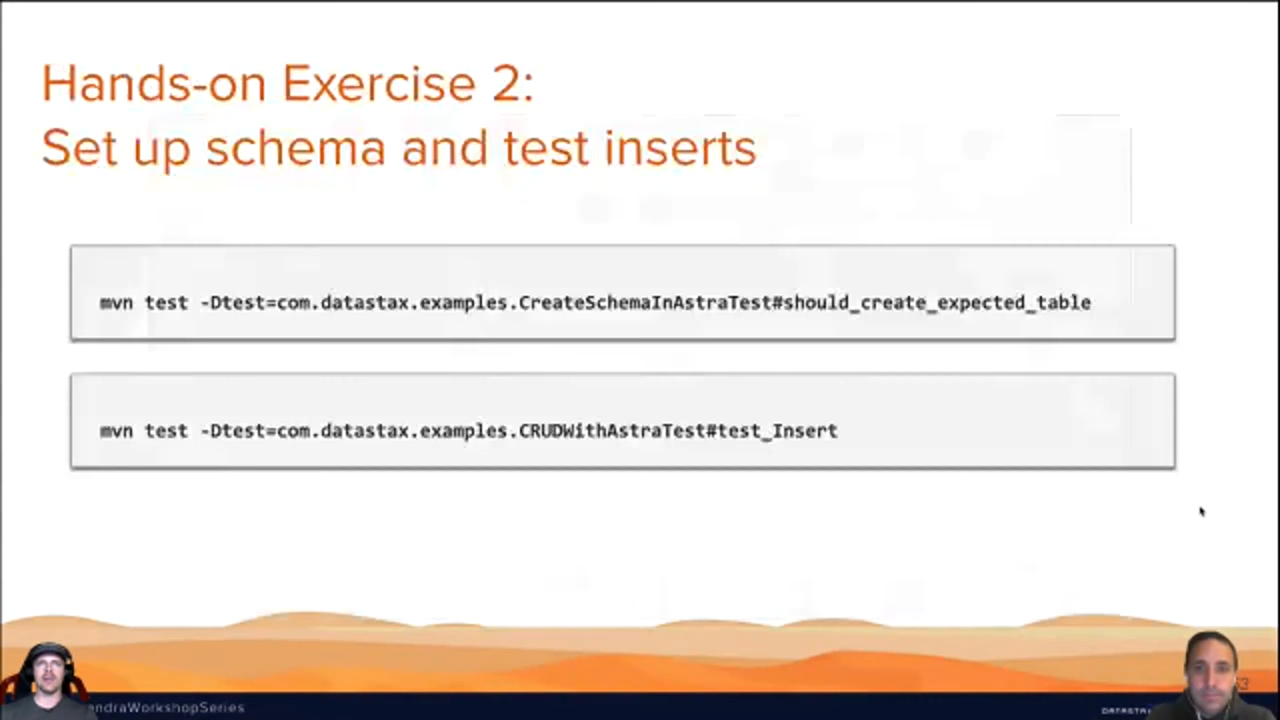 Hands-on Exercise 2:
Set up schema and test inserts
mvn test -Dtest=com.datastax.examples.CreateSchemaInAstraTest#should_create_expected_table
mvn test -Dtest=com.datastax.examples.CRUDWithAstraTest#test_Insert
ndraWorkshopSeries